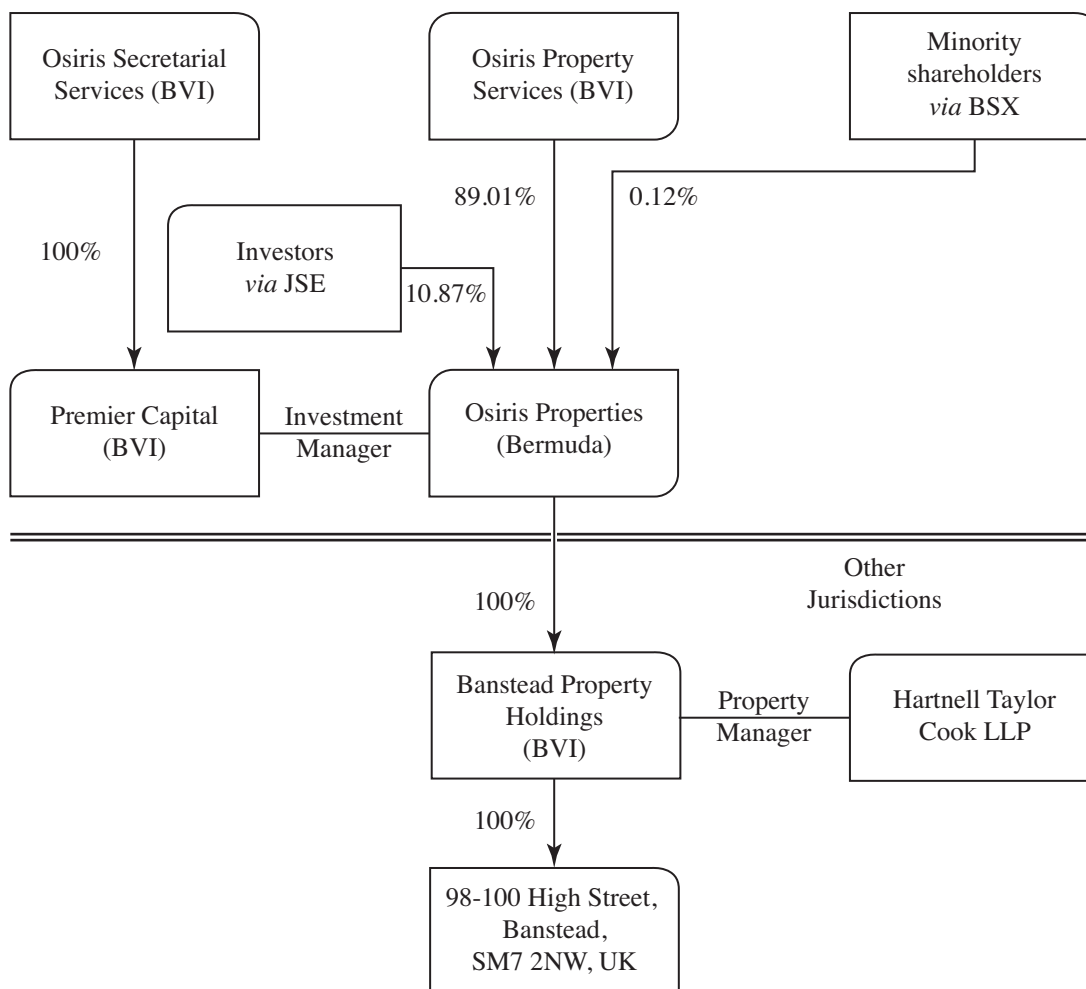 Osiris Secretarial
Services (BVI)
Osiris Property
Services (BVI)
Minority
shareholders
via BSX
100%
89.01%
0.12%
Investors
via JSE
10.87%
Premier Capital
(BVI)
Investment
Manager
Osiris Properties
(Bermuda)
Other
Jurisdictions
100%
Banstead Property
Holdings
(BVI)
Property
Manager
Hartnell Taylor
Cook LLP
100%
98-100 High Street,
Banstead,
SM7 2NW, UK